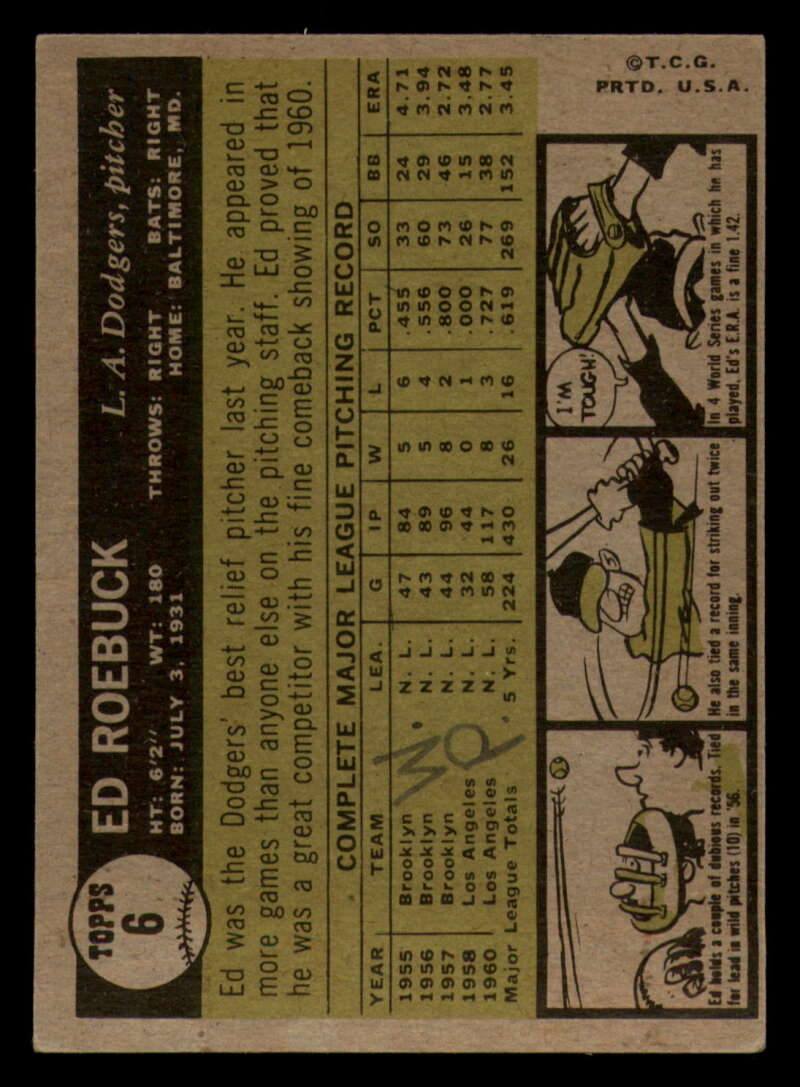 TOPPS
6
ED ROEBUCK
L. A. Dodgers, pitcher
HT: 6'2" WT: 180 THROWS: RIGHT BATS: RIGHT
BORN: JULY 3, 1931 HOME: BALTIMORE, MD.
Ed was the Dodgers' best relief pitcher last year. He appeared in
more games than anyone else on the pitching staff. Ed proved that
he was a great competitor with his fine comeback showing of 1960.
COMPLETE MAJOR LEAGUE PITCHING RECORD
YEAR TEAM LEA. G IP W L PCT SO BB ERA
1955 Brooklyn N. L. 47 84 5 6 .455 33 24 4.71
1956 Brooklyn N. L. 43 89 5 4 .556 60 29 3.94
1957 Brooklyn N. L. 44 96 8 2 .800 73 46 2.72
1958 Los Angeles N. L. 32 44 0 1 .000 26 15 3.48
1960 Los Angeles N. L. 58 117 8 3 .727 77 38 2.77
Major League Totals 5 Yrs. 224 430 26 16 .619 269 152 3.45
W.
P
Ed holds a couple of dubious records. Tied
for lead in wild pitches (10) in '56.
He also tied a record for striking out twice
in the same inning.
I'M
TOUGH!
In 4 World Series games in which he has
played, Ed's E.R.A. is a fine 1.42.
©T.C.G.
PRTD. U.S.A.